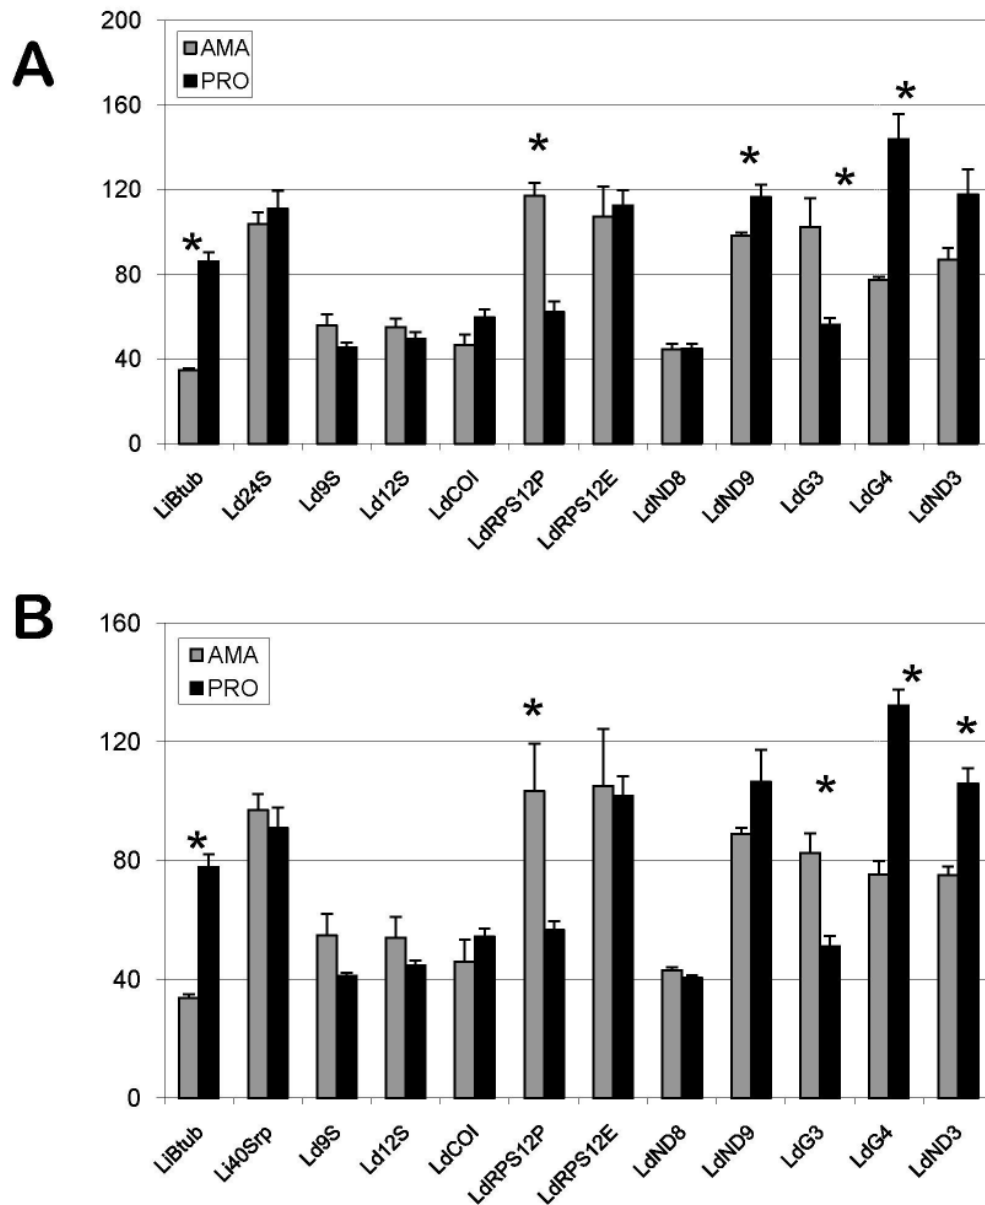 A
200
160
120
80
40
0
AMA
PRO
*
*
*
*
*
LiBtub
Ld24S
Ld9S
Ld12S
LdCOI
LdRPS12P
LdRPS12E
LdND8
LdND9
LdG3
LdG4
LdND3
B
160
120
80
40
0
AMA
PRO
*
*
*
*
*
LiBtub
Li40Srp
Ld9S
Ld12S
LdCOI
LdRPS12P
LdRPS12E
LdND8
LdND9
LdG3
LdG4
LdND3